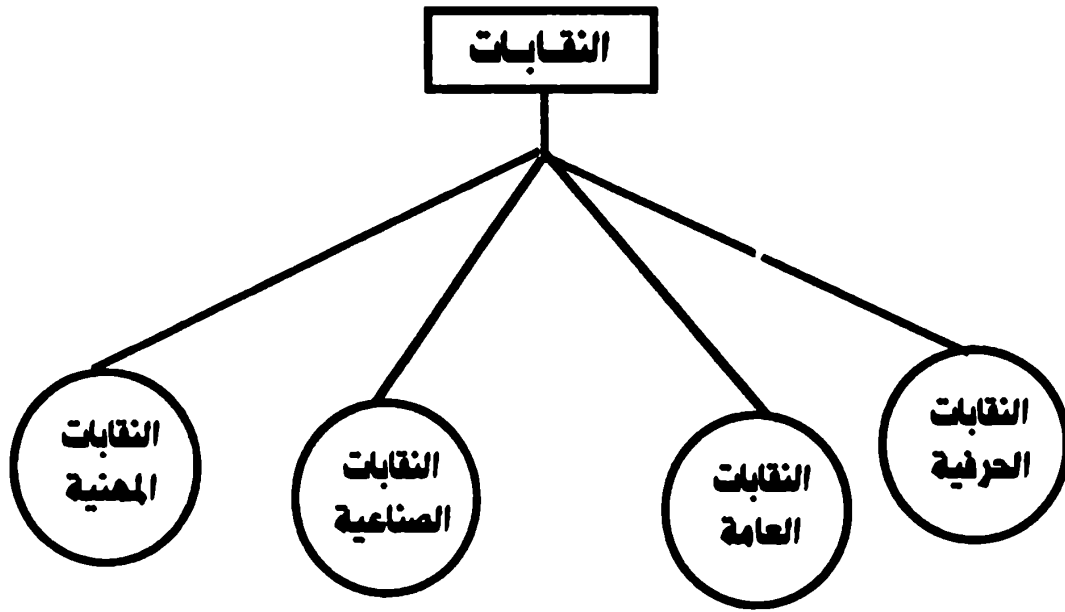 النقابات
النقابات
الحرفية
النقابات
العامة
النقابات
الصناعية
النقابات
المهنية